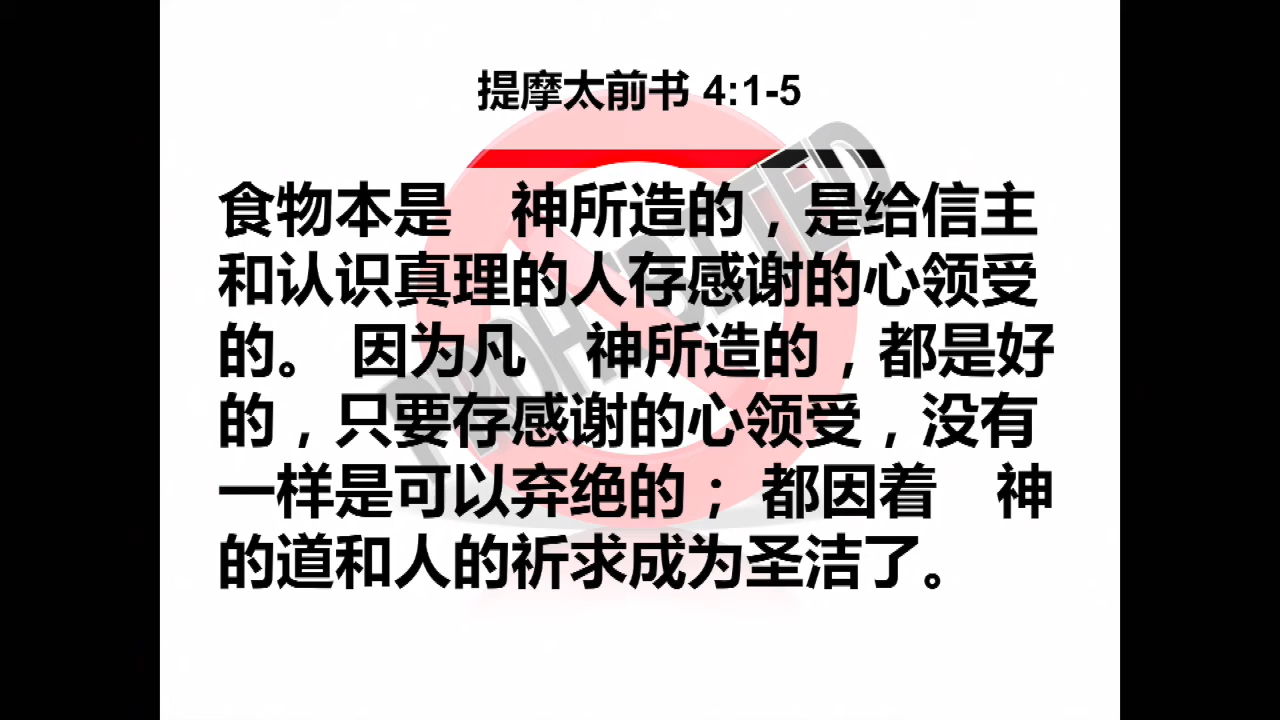 提摩太前书 4:1-5
食物本是　神所造的，是给信主
和认识真理的人存感谢的心领受
的。 因为凡　神所造的，都是好
的，只要存感谢的心领受，没有
一样是可以弃绝的； 都因着　神
的道和人的祈求成为圣洁了。
PROHIBITED